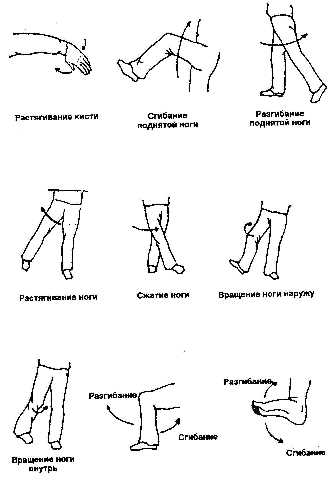 Растягивание кисти
Сгибание
поднятой ноги
Разгибание
поднятой ноги
Растягивание ноги
Сжатие ноги
Вращение ноги наружу
Вращение ноги
внутрь
Разгибание
Сгибание
Разгибание
Сгибание